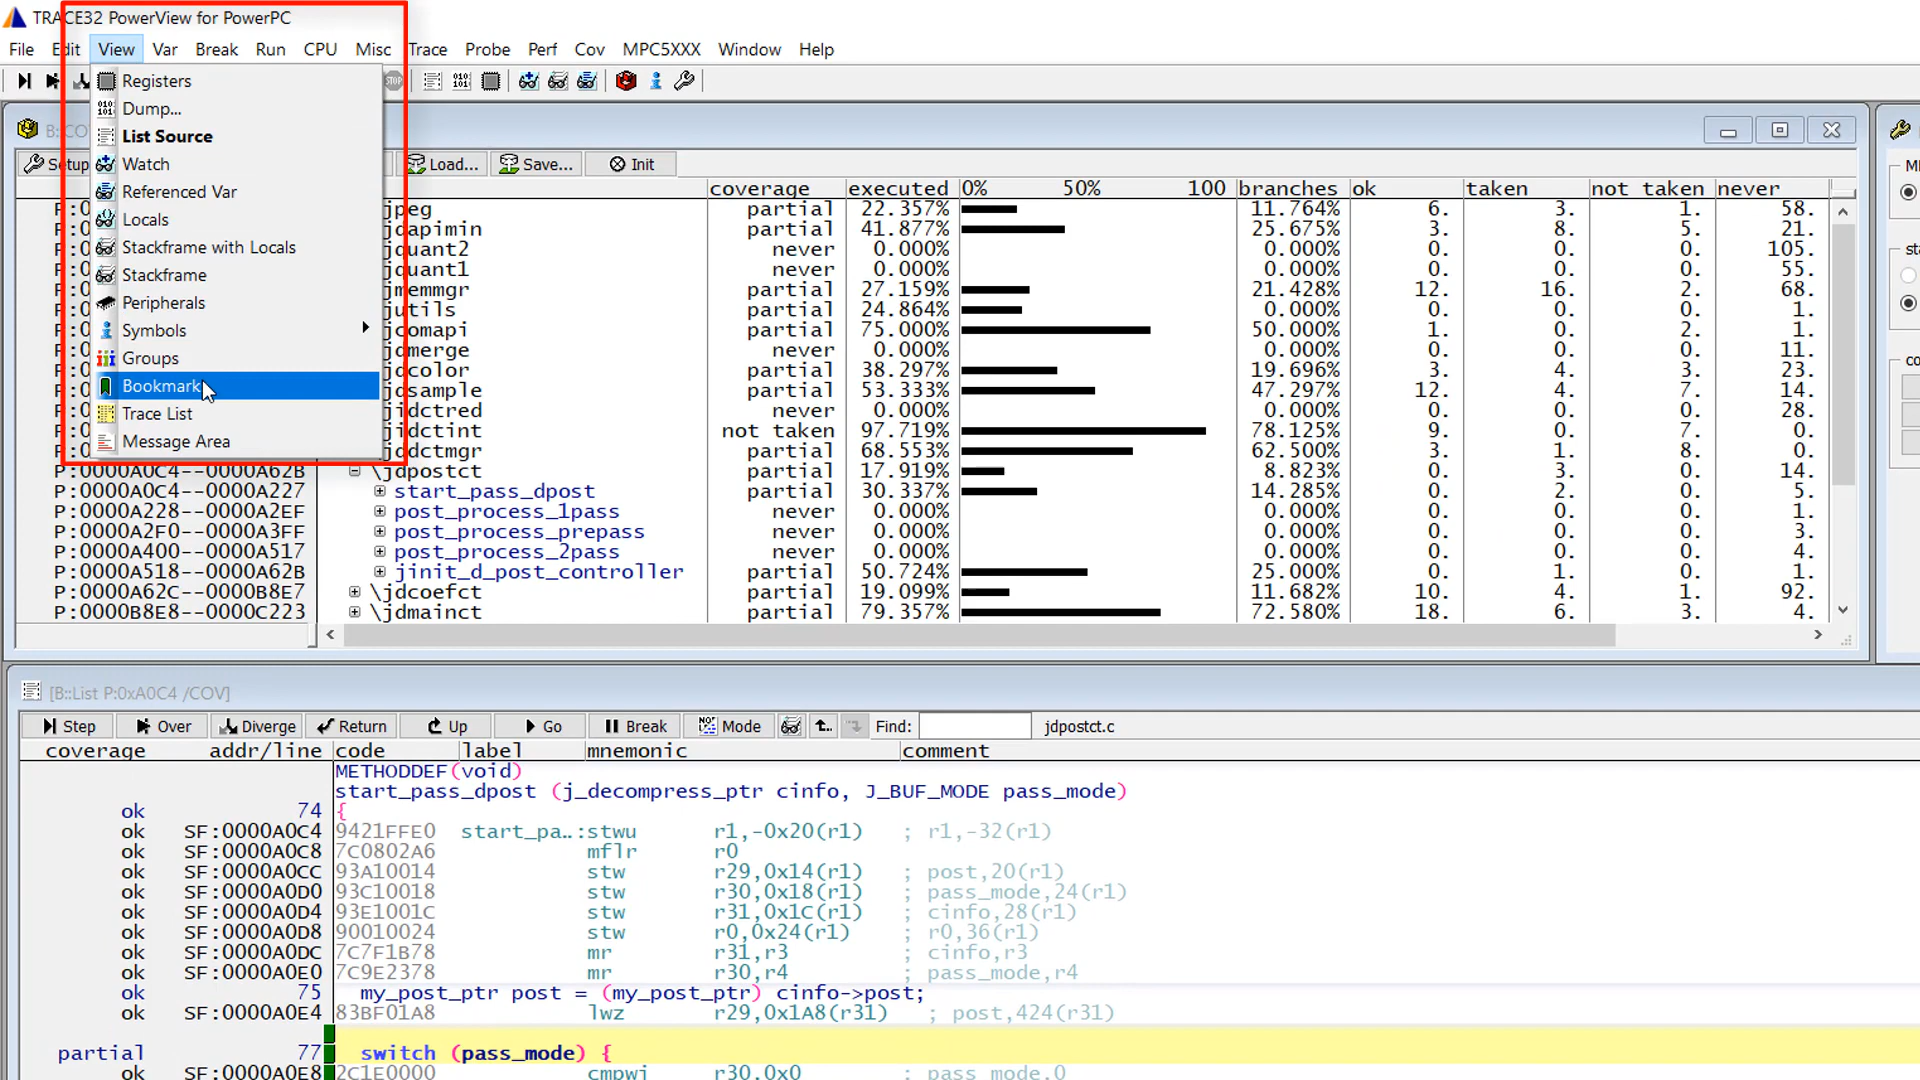 TRACE32 PowerView for PowerPC
File Edit View Var Break Run CPU Misc Trace Probe Perf Cov MPC5XXX Window Help
Registers
Dump...
List Source
Watch
Referenced Var
Locals
Stackframe with Locals
Stackframe
Peripherals
Symbols
Groups
Bookmark
Trace List
Message Area
STOP
B::CO
Setup Load... Save... Init
coverage executed 0% 50% 100 branches ok taken not taken never
P:0 jpeg partial 22.357% 11.764% 6. 3. 1. 58.
P:0 jdapimin partial 41.877% 25.675% 3. 8. 5. 21.
P:0 jquant2 never 0.000% 0.000% 0. 0. 0. 105.
P:0 jquant1 never 0.000% 0.000% 0. 0. 0. 55.
P:0 jmemmgr partial 27.159% 21.428% 12. 16. 2. 68.
P:0 jutils partial 24.864% 0.000% 0. 0. 0. 1.
P:0 jcomapi partial 75.000% 50.000% 1. 0. 2. 1.
P:0 jdmerge never 0.000% 0.000% 0. 0. 0. 11.
P:0 jdcolor partial 38.297% 19.696% 3. 4. 3. 23.
P:0 jdsample partial 53.333% 47.297% 12. 4. 7. 14.
P:0 jidctred never 0.000% 0.000% 0. 0. 0. 28.
P:0 jidctint not taken 97.719% 78.125% 9. 0. 7. 0.
P:0 jddctmgr partial 68.553% 62.500% 3. 1. 8. 0.
P:0000A0C4--0000A62B \jdpostct partial 17.919% 8.823% 0. 3. 0. 14.
P:0000A0C4--0000A227 start_pass_dpost partial 30.337% 14.285% 0. 2. 0. 5.
P:0000A228--0000A2EF post_process_1pass never 0.000% 0.000% 0. 0. 0. 1.
P:0000A2F0--0000A3FF post_process_prepass never 0.000% 0.000% 0. 0. 0. 3.
P:0000A400--0000A517 post_process_2pass never 0.000% 0.000% 0. 0. 0. 4.
P:0000A518--0000A62B jinit_d_post_controller partial 50.724% 25.000% 0. 1. 0. 1.
P:0000A62C--0000B8E7 \jdcoefct partial 19.099% 11.682% 10. 4. 1. 92.
P:0000B8E8--0000C223 \jdmainct partial 79.357% 72.580% 18. 6. 3. 4.
[B::List P:0xA0C4 /COV]
Step Over Diverge Return Up Go Break Mode Find: jdpostct.c
coverage addr/line code label mnemonic comment
METHODDEF(void)
start_pass_dpost (j_decompress_ptr cinfo, J_BUF_MODE pass_mode)
ok 74 {
ok SF:0000A0C4 9421FFE0 start_pa..:stwu r1,-0x20(r1) ; r1,-32(r1)
ok SF:0000A0C8 7C0802A6 mflr r0
ok SF:0000A0CC 93A10014 stw r29,0x14(r1) ; post,20(r1)
ok SF:0000A0D0 93C10018 stw r30,0x18(r1) ; pass_mode,24(r1)
ok SF:0000A0D4 93E1001C stw r31,0x1C(r1) ; cinfo,28(r1)
ok SF:0000A0D8 90010024 stw r0,0x24(r1) ; r0,36(r1)
ok SF:0000A0DC 7C7F1B78 mr r31,r3 ; cinfo,r3
ok SF:0000A0E0 7C9E2378 mr r30,r4 ; pass_mode,r4
ok 75 my_post_ptr post = (my_post_ptr) cinfo->post;
ok SF:0000A0E4 83BF01A8 lwz r29,0x1A8(r31) ; post,424(r31)
partial 77 switch (pass_mode) {
ok SF:0000A0E8 2C1E0000 cmpwi r30,0x0 ; pass_mode,0